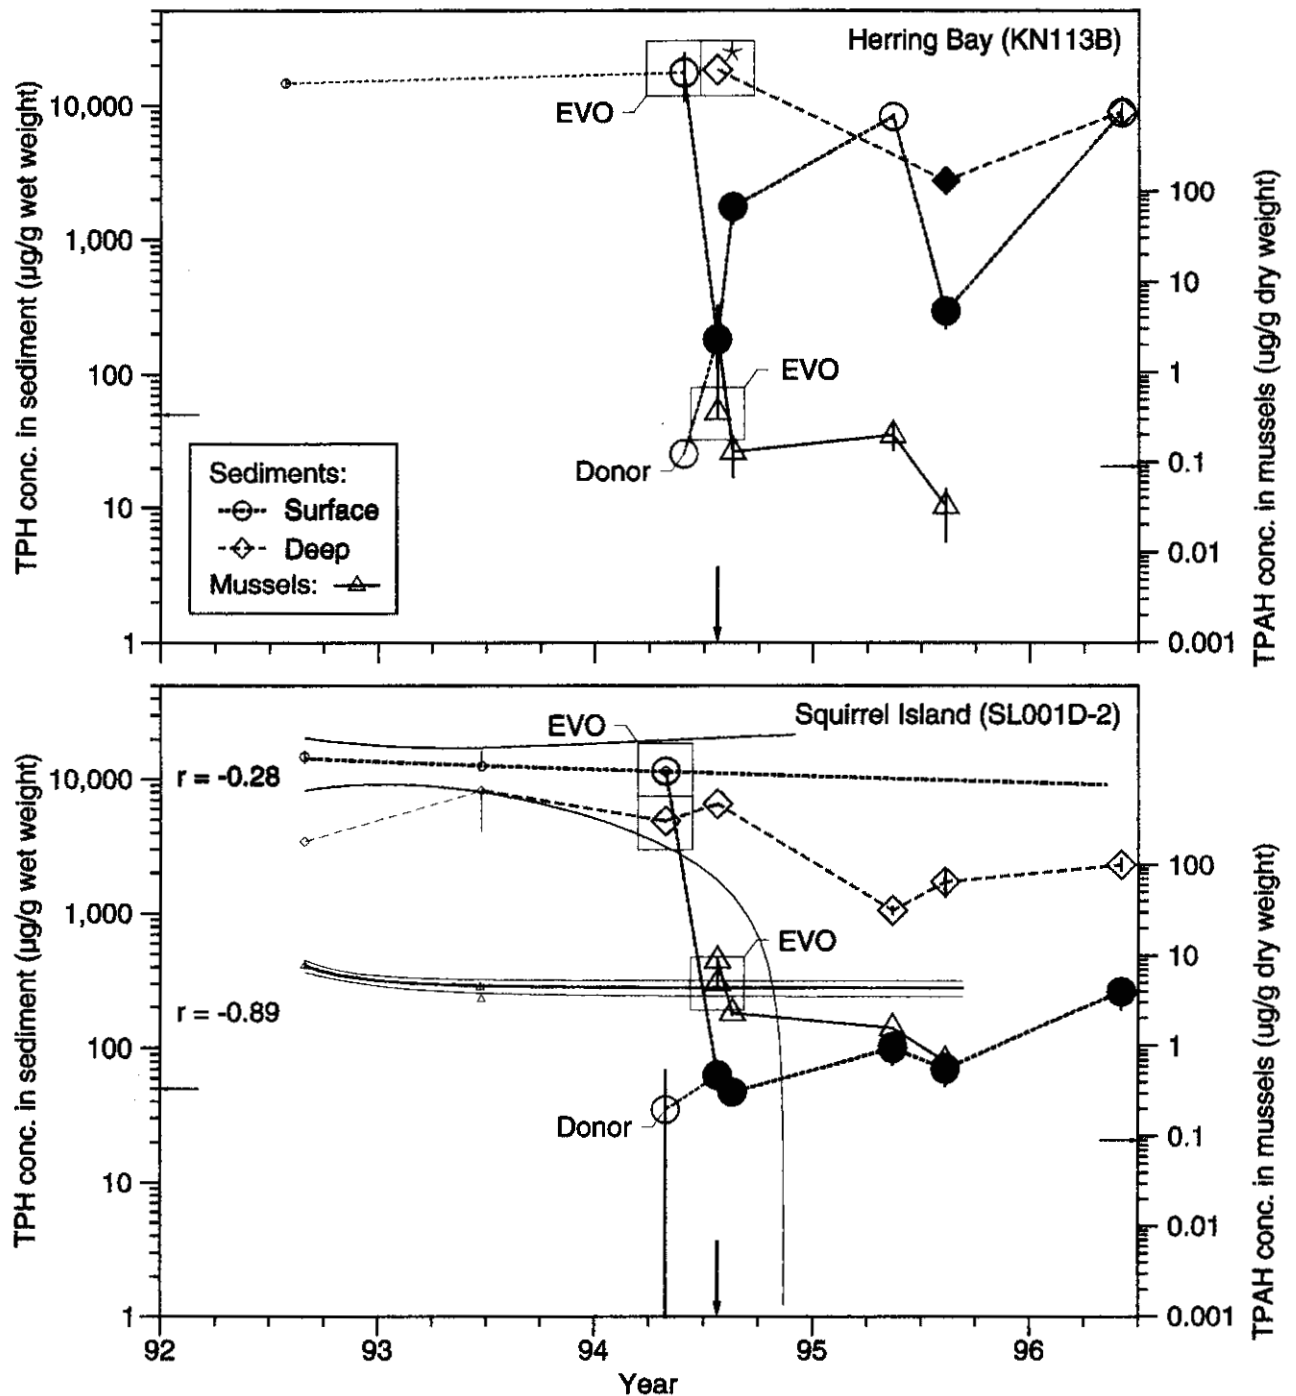 Herring Bay (KN113B)
TPH conc. in sediment (µg/g wet weight)
10,000
1,000
100
10
1
EVO
EVO
Donor
Sediments:
Surface
Deep
Mussels:
100
10
1
0.1
0.01
0.001
TPAH conc. in mussels (ug/g dry weight)
Squirrel Island (SL001D-2)
TPH conc. in sediment (µg/g wet weight)
10,000
1,000
100
10
1
EVO
r = -0.28
EVO
r = -0.89
Donor
100
10
1
0.1
0.01
0.001
TPAH conc. in mussels (ug/g dry weight)
92 93 94 95 96
Year